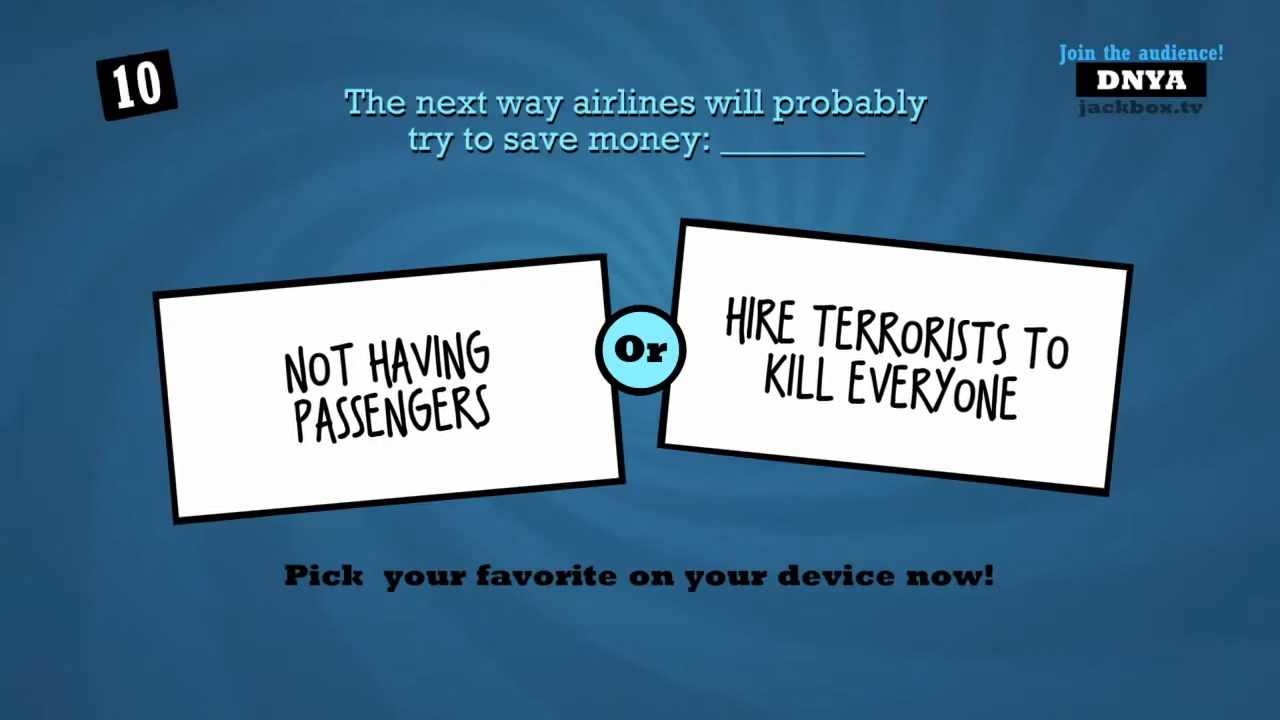 10
Join the audience!
DNYA
jackbox.tv
The next way airlines will probably
try to save money: _________
NOT HAVING
PASSENGERS
Or
HIRE TERRORISTS TO
KILL EVERYONE
Pick your favorite on your device now!